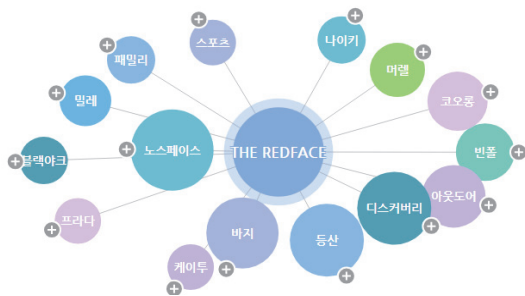 스포츠
나이키
패밀리
머렐
밀레
코오롱
노스페이스
THE REDFACE
빈폴
블랙야크
아웃도어
디스커버리
프라다
바지
등산
케이투